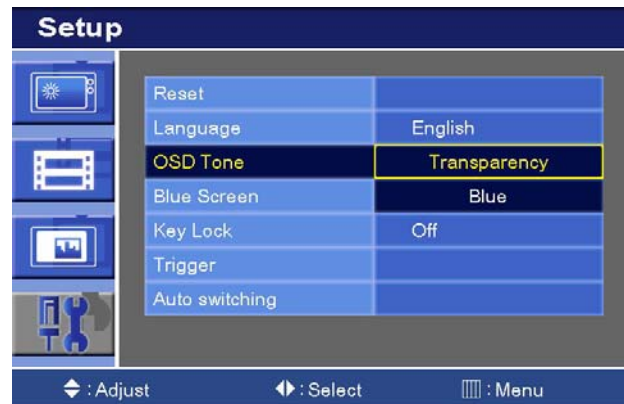 Setup
Reset
Language English
OSD Tone Transparency
Blue Screen Blue
Key Lock Off
Trigger
Auto switching
: Adjust : Select : Menu